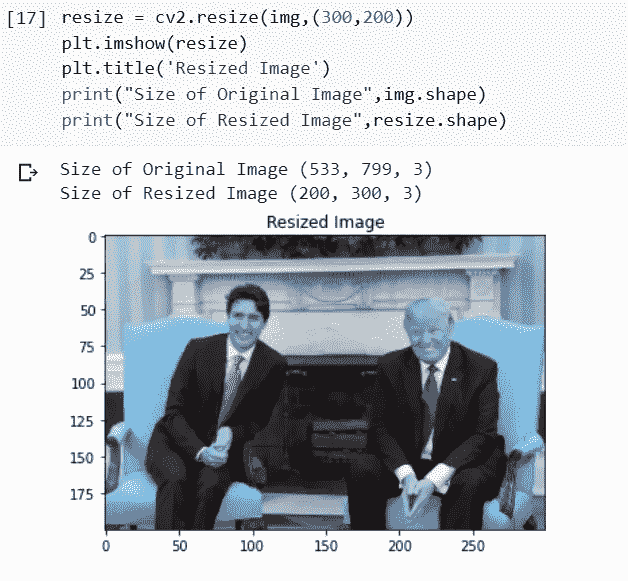 [17] resize = cv2.resize(img,(300,200))
plt.imshow(resize)
plt.title('Resized Image')
print("Size of Original Image",img.shape)
print("Size of Resized Image",resize.shape)
Size of Original Image (533, 799, 3)
Size of Resized Image (200, 300, 3)
Resized Image
0
25
50
75
100
125
150
175
0 50 100 150 200 250